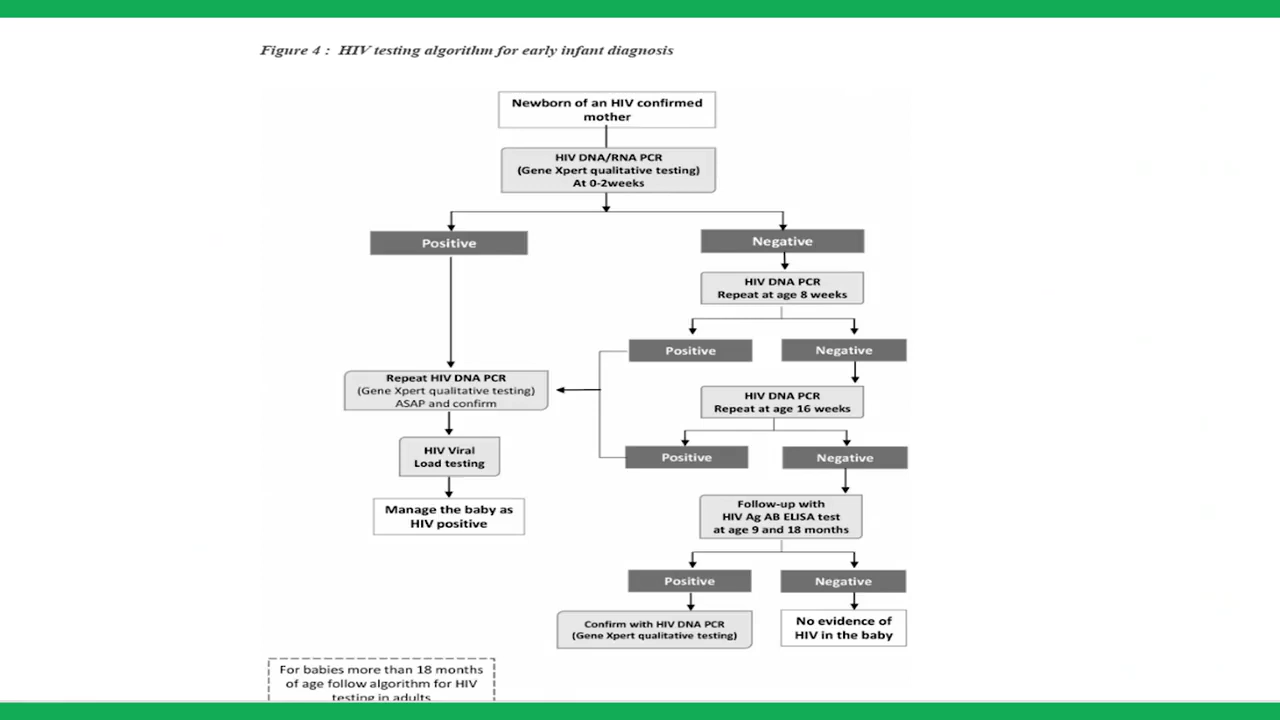 Figure 4 : HIV testing algorithm for early infant diagnosis
Newborn of an HIV confirmed
mother
HIV DNA/RNA PCR
(Gene Xpert qualitative testing)
At 0-2weeks
Positive
Negative
HIV DNA PCR
Repeat at age 8 weeks
Positive
Negative
Repeat HIV DNA PCR
(Gene Xpert qualitative testing)
ASAP and confirm
HIV DNA PCR
Repeat at age 16 weeks
HIV Viral
Load testing
Positive
Negative
Manage the baby as
HIV positive
Follow-up with
HIV Ag AB ELISA test
at age 9 and 18 months
Positive
Negative
Confirm with HIV DNA PCR
(Gene Xpert qualitative testing)
No evidence of
HIV in the baby
For babies more than 18 months
of age follow algorithm for HIV
testing in adults